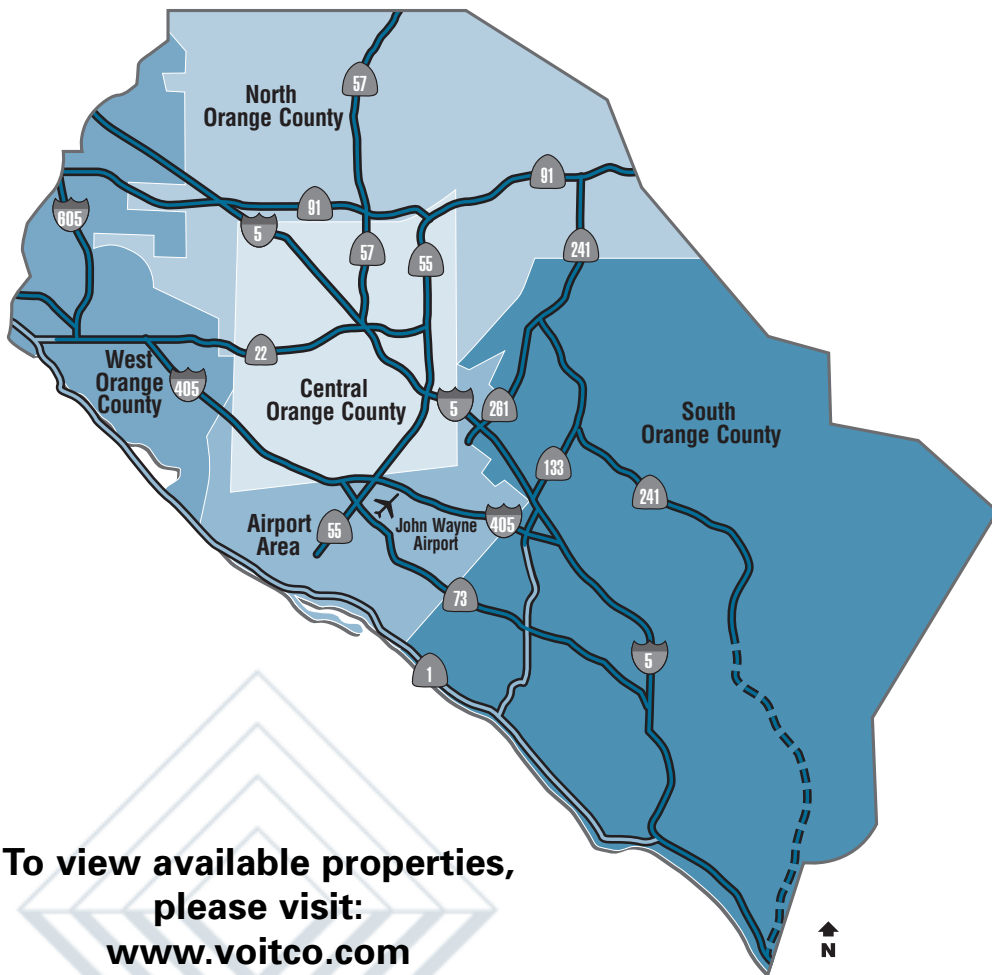 57
North
Orange County
91
91
605
5
57
55
241
22
West
Orange
County
405
Central
Orange County
5
261
South
Orange County
133
241
Airport
Area
55
John Wayne
Airport
405
73
5
1
To view available properties,
please visit:
www.voitco.com
N